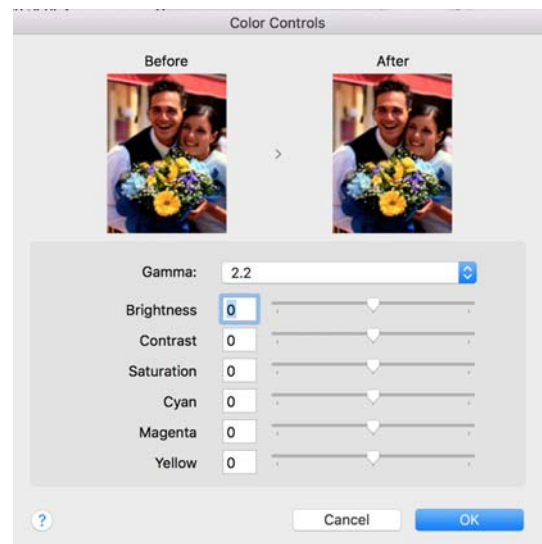 Color Controls
Before After
>
Gamma: 2.2
Brightness 0
Contrast 0
Saturation 0
Cyan 0
Magenta 0
Yellow 0
? Cancel OK